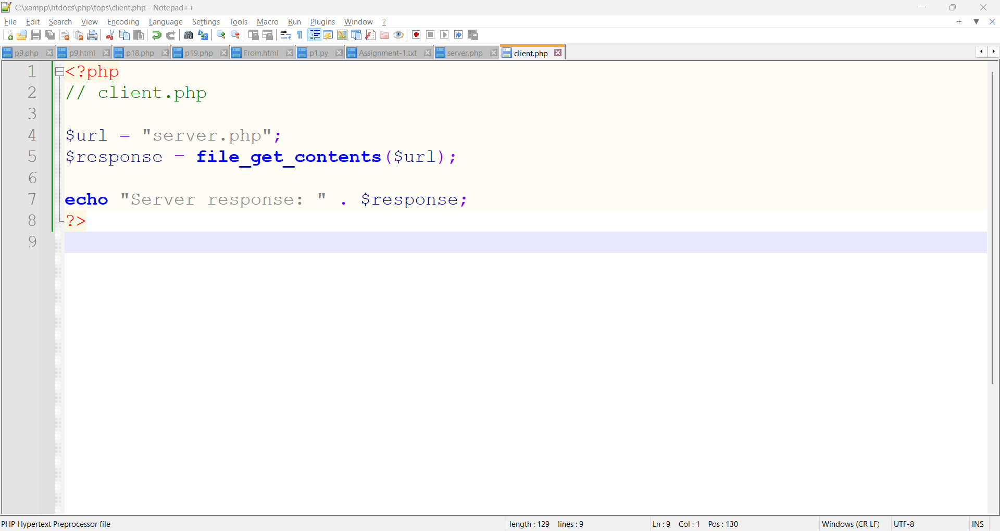 C:\xampp\htdocs\php\tops\client.php - Notepad++
File Edit Search View Encoding Language Settings Tools Macro Run Plugins Window ?
p9.php p9.html p18.php p19.php From.html p1.py Assignment-1.txt server.php client.php
1 <?php
2 // client.php
3
4 $url = "server.php";
5 $response = file_get_contents($url);
6
7 echo "Server response: " . $response;
8 ?>
9
PHP Hypertext Preprocessor file length : 129 lines : 9 Ln : 9 Col : 1 Pos : 130 Windows (CR LF) UTF-8 INS